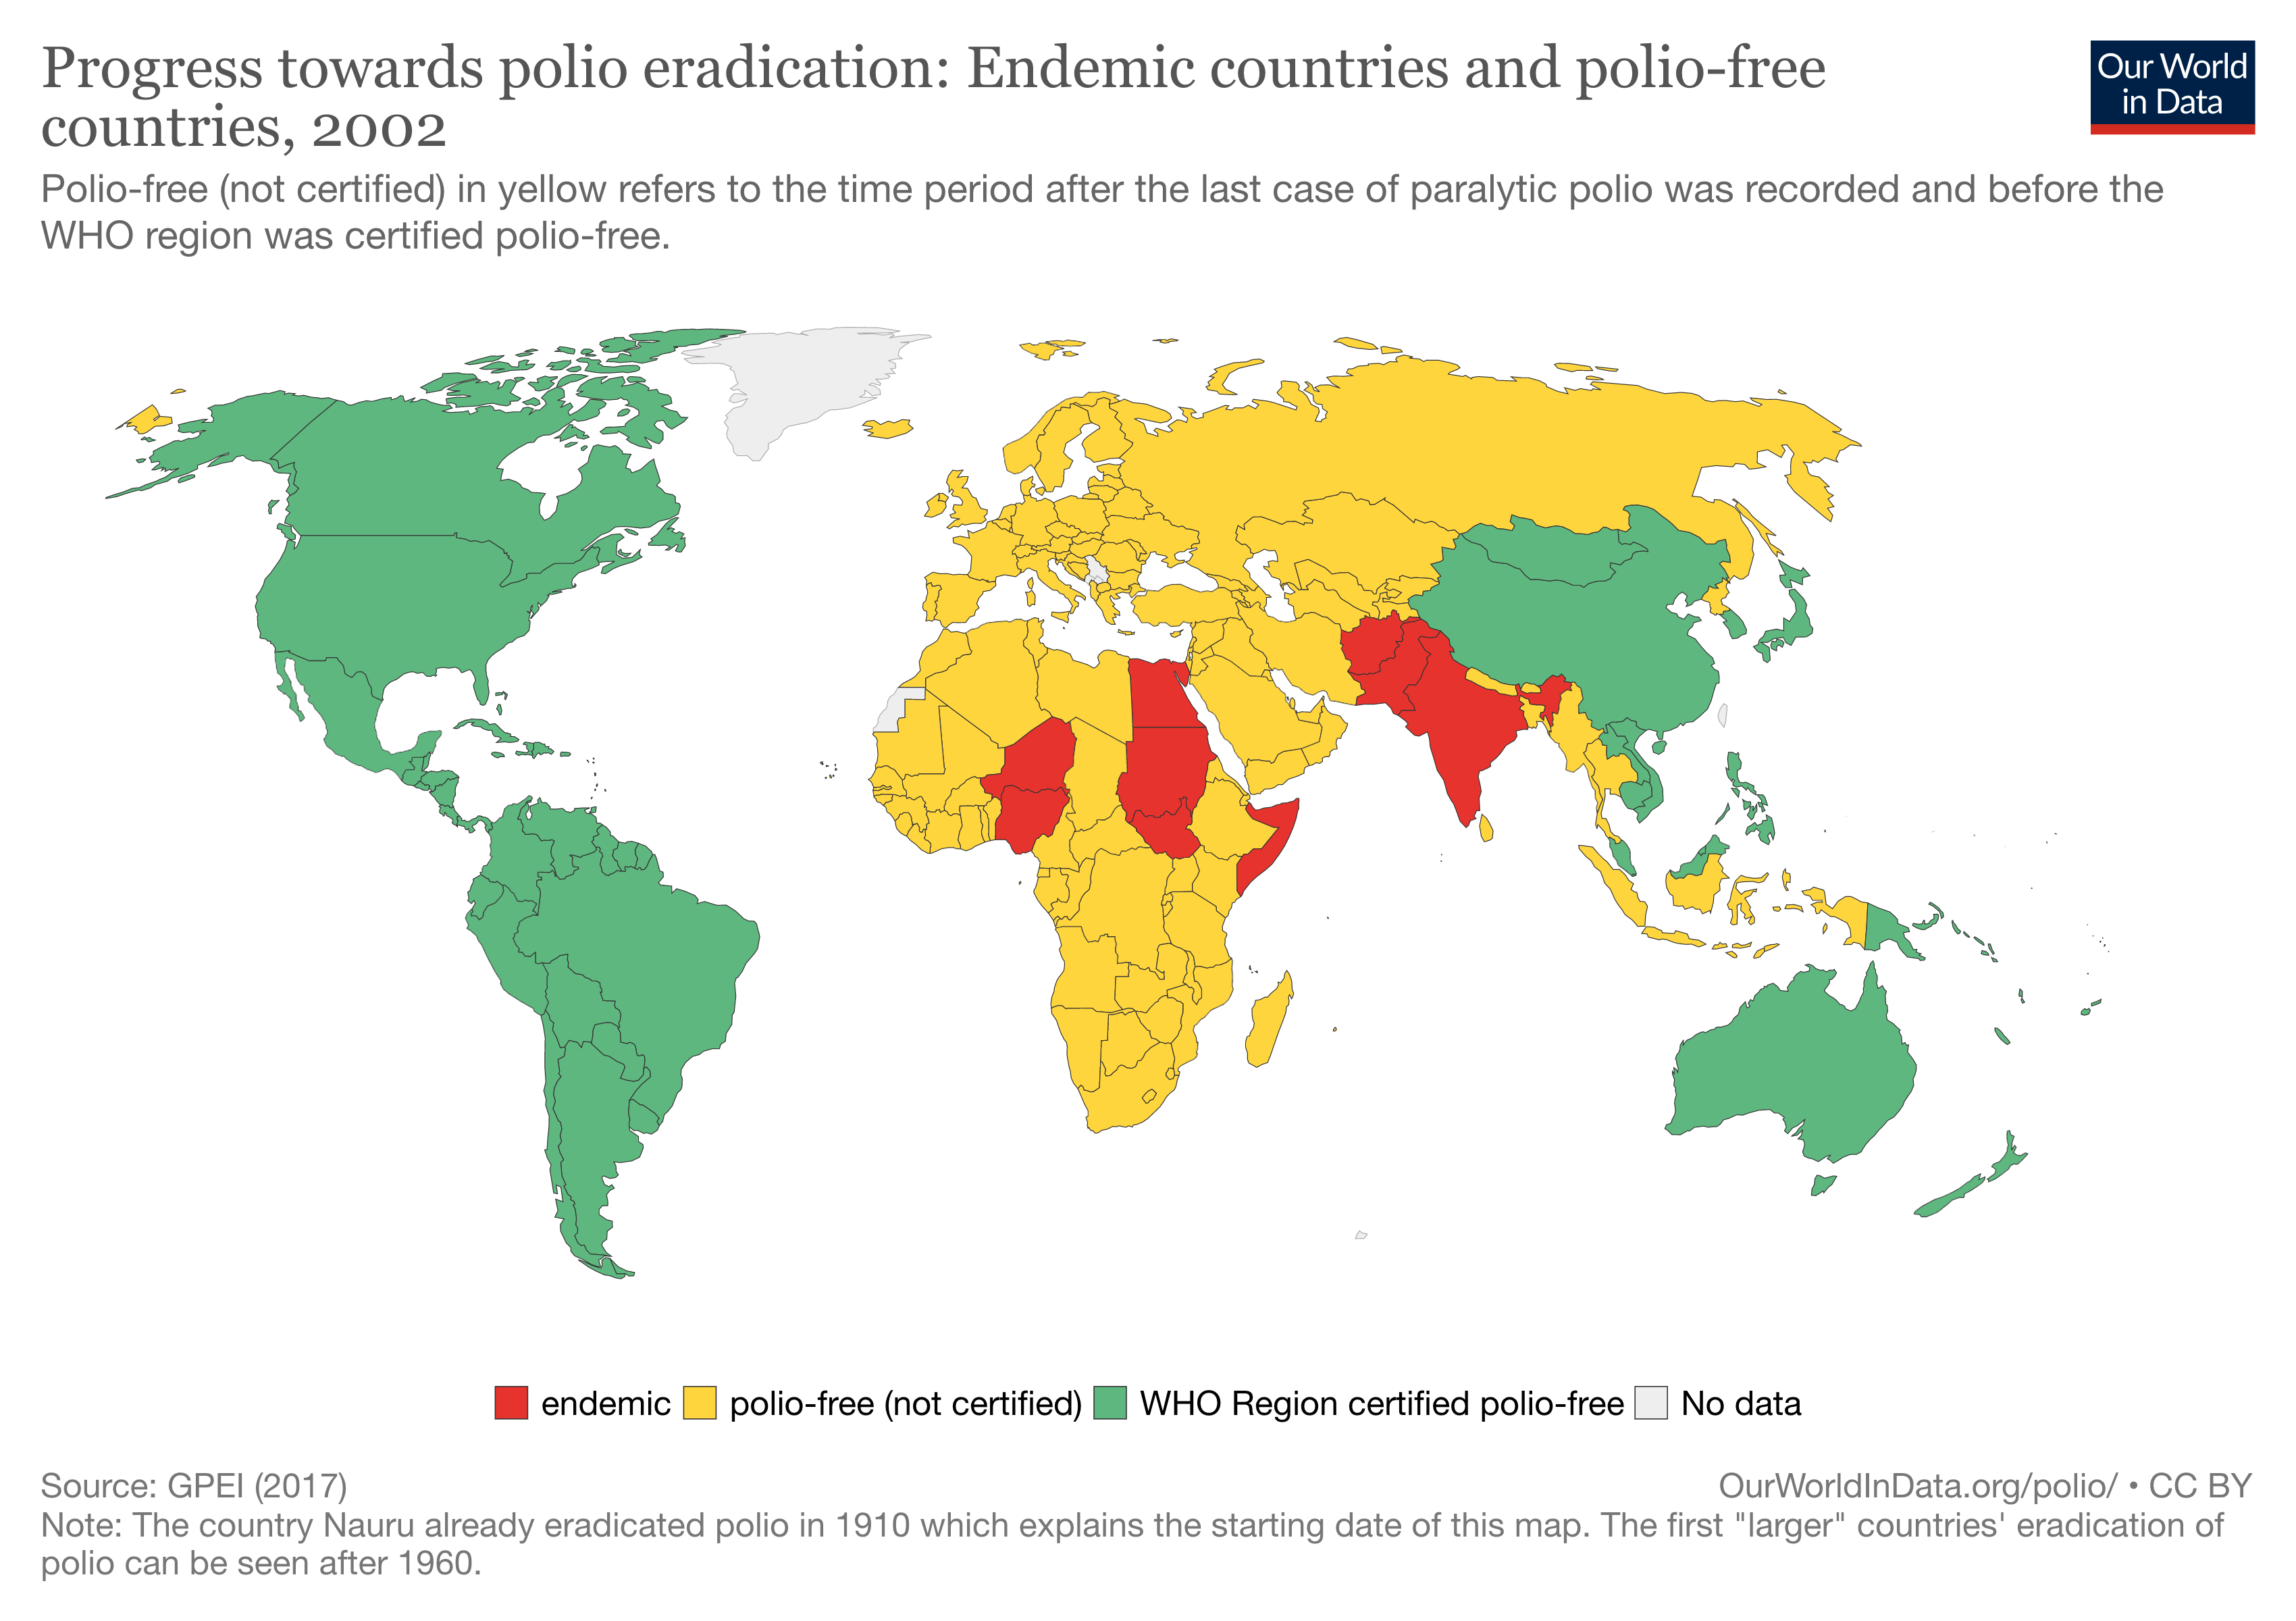 Progress towards polio eradication: Endemic countries and polio-free
countries, 2002
Our World
in Data
Polio-free (not certified) in yellow refers to the time period after the last case of paralytic polio was recorded and before the
WHO region was certified polio-free.
endemic
polio-free (not certified)
WHO Region certified polio-free
No data
Source: GPEI (2017)
OurWorldInData.org/polio/ • CC BY
Note: The country Nauru already eradicated polio in 1910 which explains the starting date of this map. The first "larger" countries' eradication of
polio can be seen after 1960.